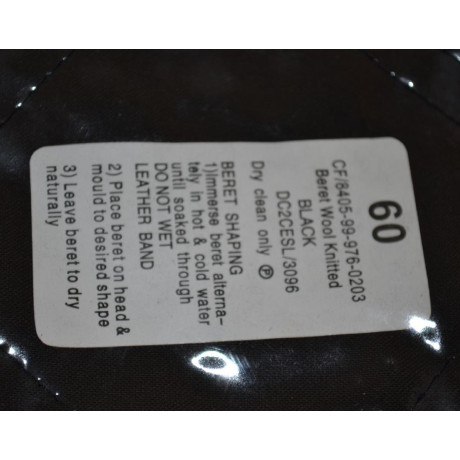 60
CF/8405-99-976-0203
Beret Wool Knitted
BLACK
DC2CESL/3096
Dry clean only Ⓟ
BERET SHAPING
1)Immerse beret alterna-
tely in hot & cold water
until soaked through
DO NOT WET
LEATHER BAND
2) Place beret on head &
mould to desired shape
3) Leave beret to dry
naturally